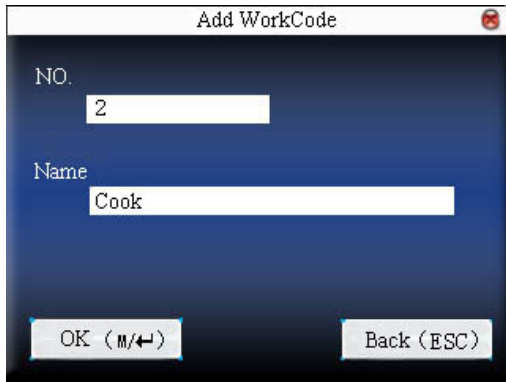 Add WorkCode
NO.
2
Name
Cook
OK (M/↵)
Back (ESC)